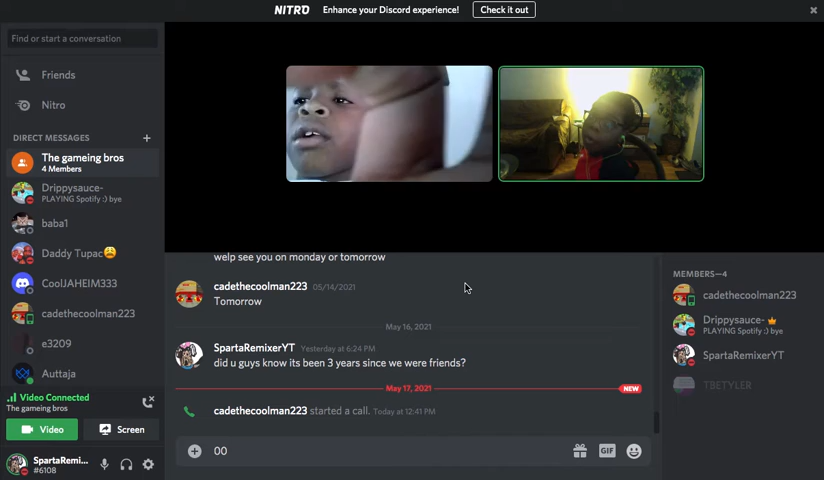 NITRO Enhance your Discord experience! Check it out
Find or start a conversation
Friends
Nitro
DIRECT MESSAGES
The gameing bros
4 Members
Drippysauce-
PLAYING Spotify :) bye
baba1
Daddy Tupac😩
CoolJAHEIM333
cadethecoolman223
e3209
Auttaja
Video Connected
The gameing bros
Video
Screen
SpartaRemi...
#6108
welp see you on monday or tomorrow
cadethecoolman223 05/14/2021
Tomorrow
May 16, 2021
SpartaRemixerYT Yesterday at 6:24 PM
did u guys know its been 3 years since we were friends?
May 17, 2021 NEW
cadethecoolman223 started a call. Today at 12:41 PM
00
GIF
MEMBERS—4
cadethecoolman223
Drippysauce-
PLAYING Spotify :) bye
SpartaRemixerYT
TBETYLER